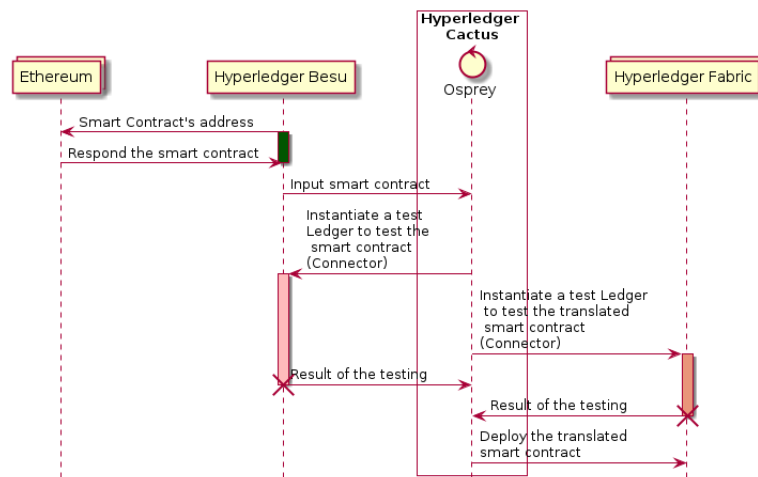 Hyperledger
Cactus
Ethereum
Hyperledger Besu
Osprey
Hyperledger Fabric
Smart Contract's address
Respond the smart contract
Input smart contract
Instantiate a test
Ledger to test the
smart contract
(Connector)
Instantiate a test Ledger
to test the translated
smart contract
(Connector)
Result of the testing
Result of the testing
Deploy the translated
smart contract